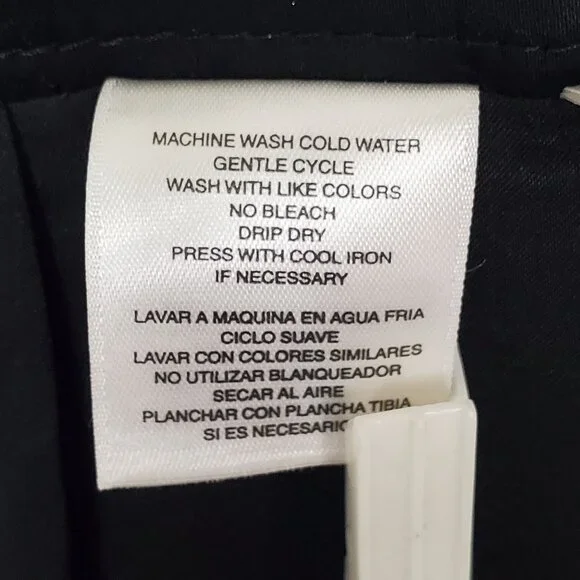 MACHINE WASH COLD WATER
GENTLE CYCLE
WASH WITH LIKE COLORS
NO BLEACH
DRIP DRY
PRESS WITH COOL IRON
IF NECESSARY
LAVAR A MAQUINA EN AGUA FRIA
CICLO SUAVE
LAVAR CON COLORES SIMILARES
NO UTILIZAR BLANQUEADOR
SECAR AL AIRE
PLANCHAR CON PLANCHA TIBIA
SI ES NECESARIO